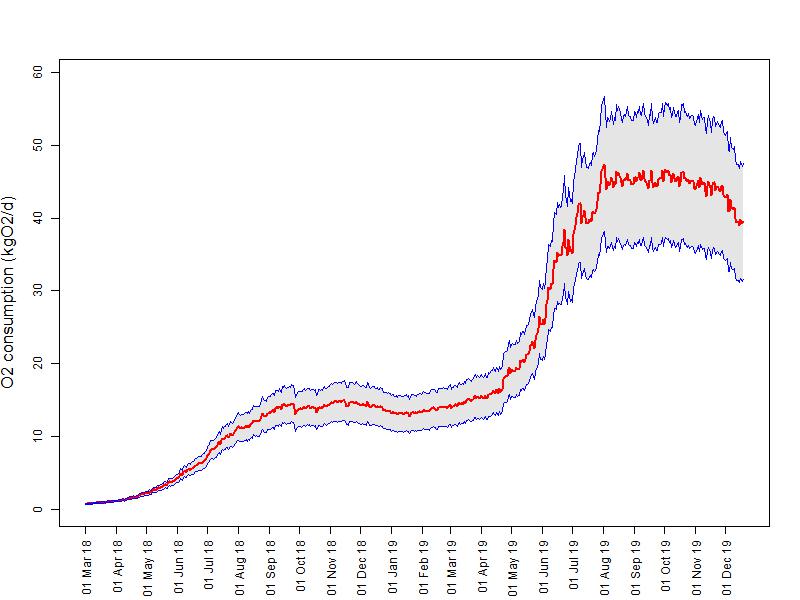 O2 consumption (kgO2/d)
60
50
40
30
20
10
0
01 Mar 18
01 Apr 18
01 May 18
01 Jun 18
01 Jul 18
01 Aug 18
01 Sep 18
01 Oct 18
01 Nov 18
01 Dec 18
01 Jan 19
01 Feb 19
01 Mar 19
01 Apr 19
01 May 19
01 Jun 19
01 Jul 19
01 Aug 19
01 Sep 19
01 Oct 19
01 Nov 19
01 Dec 19